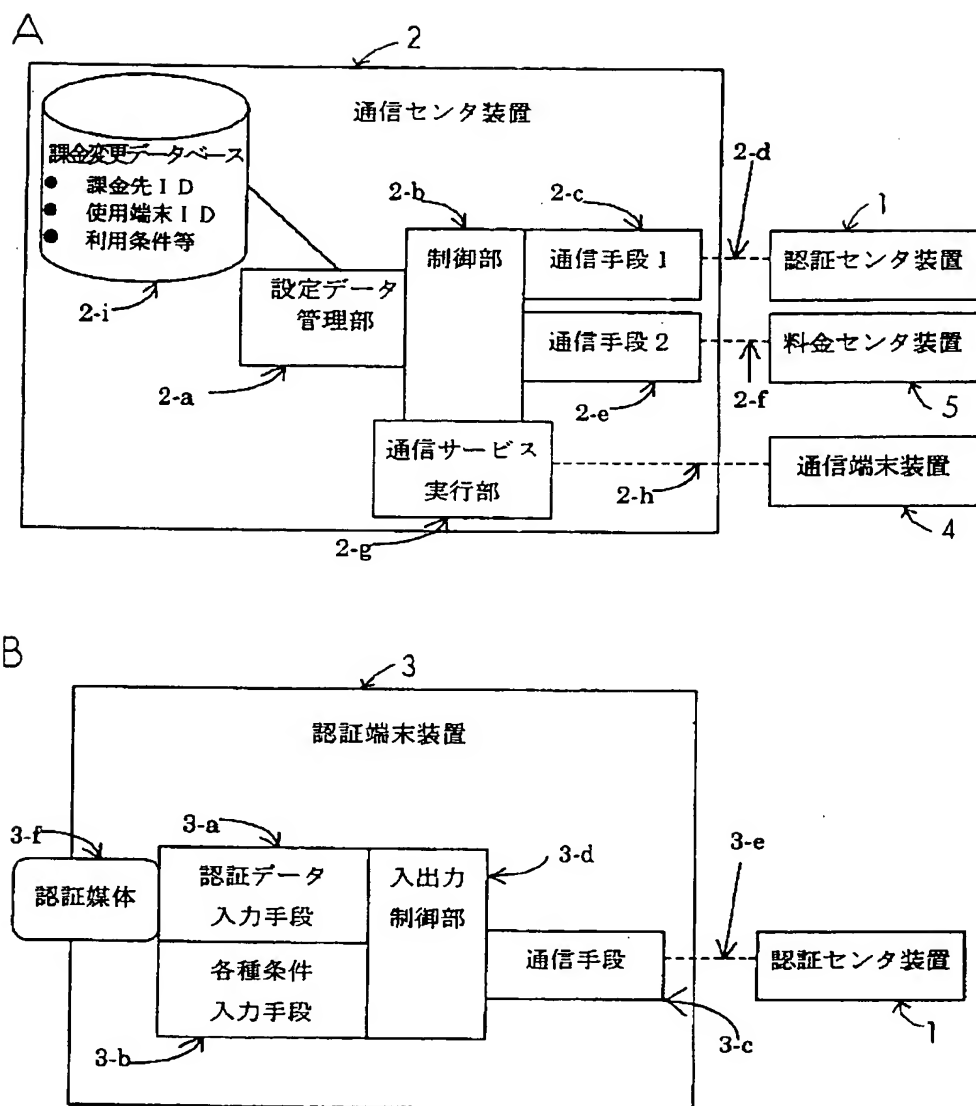 A
2
通信センタ装置
課金変更データベース
● 課金先ID
● 使用端末ID
● 利用条件等
2-i
設定データ
管理部
2-a
2-b
制御部
2-c
通信手段1
2-d
1
認証センタ装置
通信手段2
2-e
2-f
料金センタ装置
5
通信サービス
実行部
2-g
2-h
通信端末装置
4
B
3
認証端末装置
3-f
認証媒体
3-a
認証データ
入力手段
各種条件
入力手段
3-b
入出力
制御部
3-d
通信手段
3-c
3-e
認証センタ装置
1